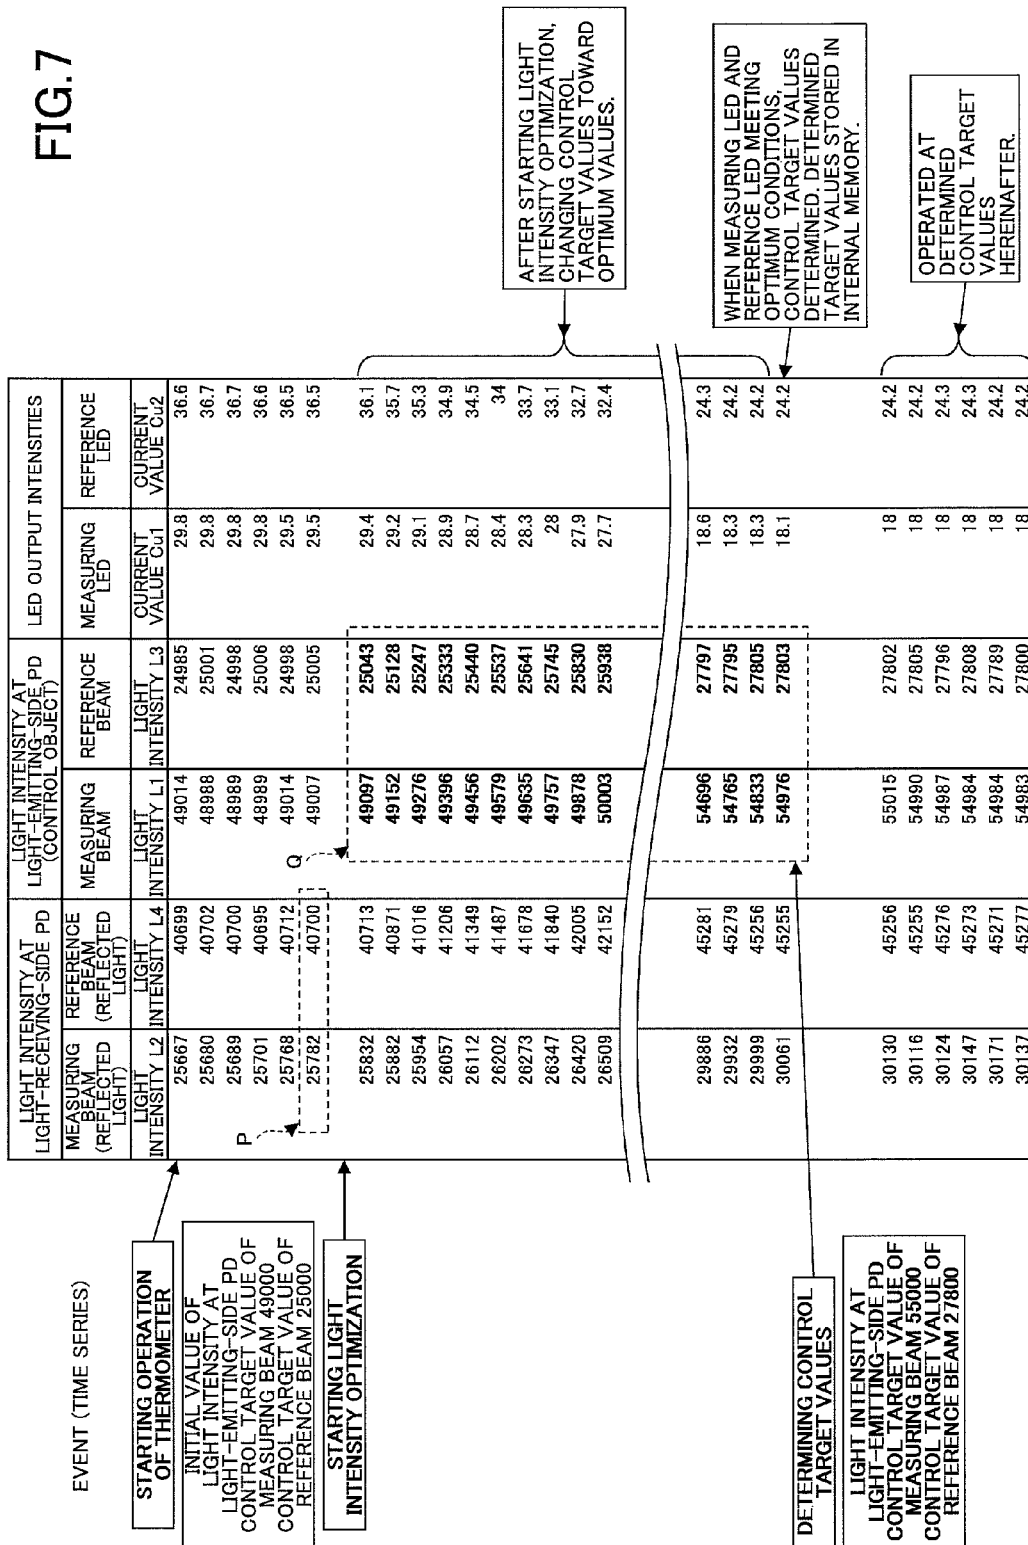 FIG. 7
EVENT (TIME SERIES)
STARTING OPERATION
OF THERMOMETER
INITIAL VALUE OF
LIGHT INTENSITY AT
LIGHT-EMITTING-SIDE PD
CONTROL TARGET VALUE OF
MEASURING BEAM 49000
CONTROL TARGET VALUE OF
REFERENCE BEAM 25000
STARTING LIGHT
INTENSITY OPTIMIZATION
DETERMINING CONTROL
TARGET VALUES
LIGHT INTENSITY AT
LIGHT-EMITTING-SIDE PD
CONTROL TARGET VALUE OF
MEASURING BEAM 55000
CONTROL TARGET VALUE OF
REFERENCE BEAM 27800
LIGHT INTENSITY AT
LIGHT-RECEIVING-SIDE PD
LIGHT INTENSITY AT
LIGHT-EMITTING-SIDE PD
(CONTROL OBJECT)
LED OUTPUT INTENSITIES
MEASURING
BEAM
(REFLECTED
LIGHT)
REFERENCE
BEAM
(REFLECTED
LIGHT)
MEASURING
BEAM
REFERENCE
BEAM
MEASURING
LED
REFERENCE
LED
LIGHT
INTENSITY L2
LIGHT
INTENSITY L4
LIGHT
INTENSITY L1
LIGHT
INTENSITY L3
CURRENT
VALUE Cu1
CURRENT
VALUE Cu2
25667 40699 49014 24985 29.8 36.6
25680 40702 48988 25001 29.8 36.7
25689 40700 48989 24998 29.8 36.7
25701 40695 48989 25006 29.8 36.6
25768 40712 49014 24998 29.5 36.5
25782 40700 49007 25005 29.5 36.5
P
Q
25832 40713 49097 25043 29.4 36.1
25882 40871 49152 25128 29.2 35.7
25954 41016 49276 25247 29.1 35.3
26057 41206 49396 25333 28.9 34.9
26112 41349 49456 25440 28.7 34.5
26202 41487 49579 25537 28.4 34
26273 41678 49635 25641 28.3 33.7
26347 41840 49757 25745 28 33.1
26420 42005 49878 25830 27.9 32.7
26509 42152 50003 25938 27.7 32.4
29886 45281 54696 27797 18.6 24.3
29932 45279 54765 27795 18.3 24.2
29999 45256 54833 27805 18.3 24.2
30061 45255 54976 27803 18.1 24.2
30130 45256 55015 27802 18 24.2
30116 45255 54990 27805 18 24.2
30124 45276 54987 27796 18 24.3
30147 45273 54984 27808 18 24.3
30171 45271 54984 27789 18 24.2
30137 45277 54983 27800 18 24.2
AFTER STARTING LIGHT
INTENSITY OPTIMIZATION,
CHANGING CONTROL
TARGET VALUES TOWARD
OPTIMUM VALUES.
WHEN MEASURING LED AND
REFERENCE LED MEETING
OPTIMUM CONDITIONS,
CONTROL TARGET VALUES
DETERMINED. DETERMINED
TARGET VALUES STORED IN
INTERNAL MEMORY.
OPERATED AT
DETERMINED
CONTROL TARGET
VALUES
HEREINAFTER.